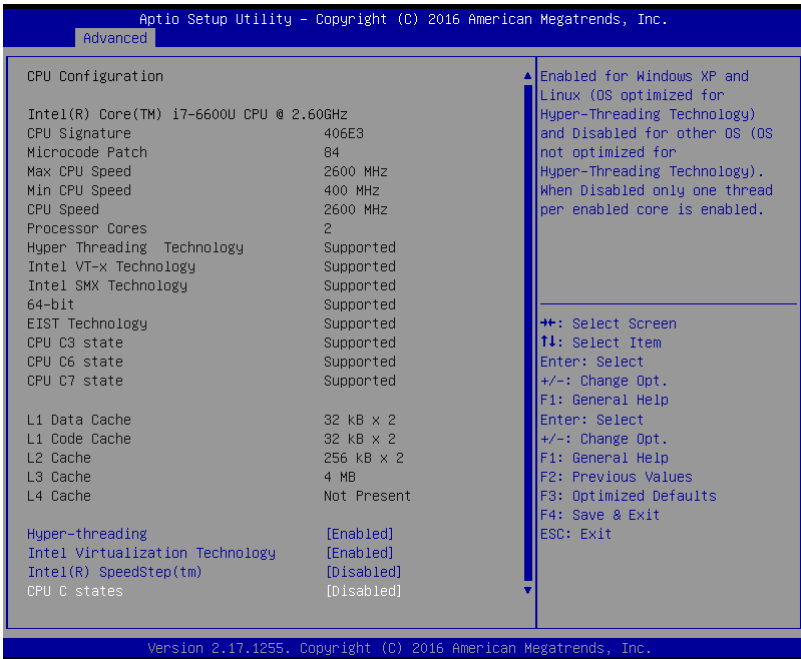 Aptio Setup Utility – Copyright (C) 2016 American Megatrends, Inc.
Advanced
CPU Configuration
Intel(R) Core(TM) i7-6600U CPU @ 2.60GHz
CPU Signature 406E3
Microcode Patch 84
Max CPU Speed 2600 MHz
Min CPU Speed 400 MHz
CPU Speed 2600 MHz
Processor Cores 2
Hyper Threading Technology Supported
Intel VT-x Technology Supported
Intel SMX Technology Supported
64-bit Supported
EIST Technology Supported
CPU C3 state Supported
CPU C6 state Supported
CPU C7 state Supported
L1 Data Cache 32 kB x 2
L1 Code Cache 32 kB x 2
L2 Cache 256 kB x 2
L3 Cache 4 MB
L4 Cache Not Present
Hyper-threading [Enabled]
Intel Virtualization Technology [Enabled]
Intel(R) SpeedStep(tm) [Disabled]
CPU C states [Disabled]
Enabled for Windows XP and
Linux (OS optimized for
Hyper-Threading Technology)
and Disabled for other OS (OS
not optimized for
Hyper-Threading Technology).
When Disabled only one thread
per enabled core is enabled.
→←: Select Screen
↑↓: Select Item
Enter: Select
+/-: Change Opt.
F1: General Help
Enter: Select
+/-: Change Opt.
F1: General Help
F2: Previous Values
F3: Optimized Defaults
F4: Save & Exit
ESC: Exit
Version 2.17.1255. Copyright (C) 2016 American Megatrends, Inc.